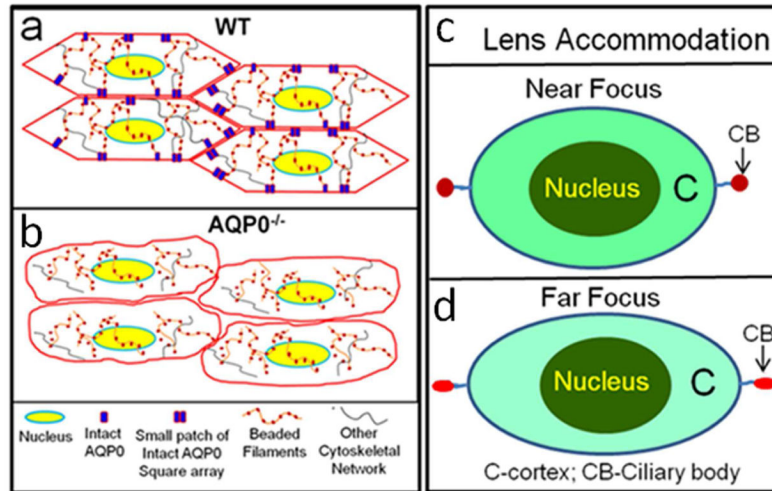 a
WT
b
AQP0-/-
Nucleus
Intact
AQP0
Small patch of
Intact AQP0
Square array
Beaded
Filaments
Other
Cytoskeletal
Network
c
Lens Accommodation
Near Focus
CB
Nucleus
C
d
Far Focus
CB
Nucleus
C
C-cortex; CB-Ciliary body